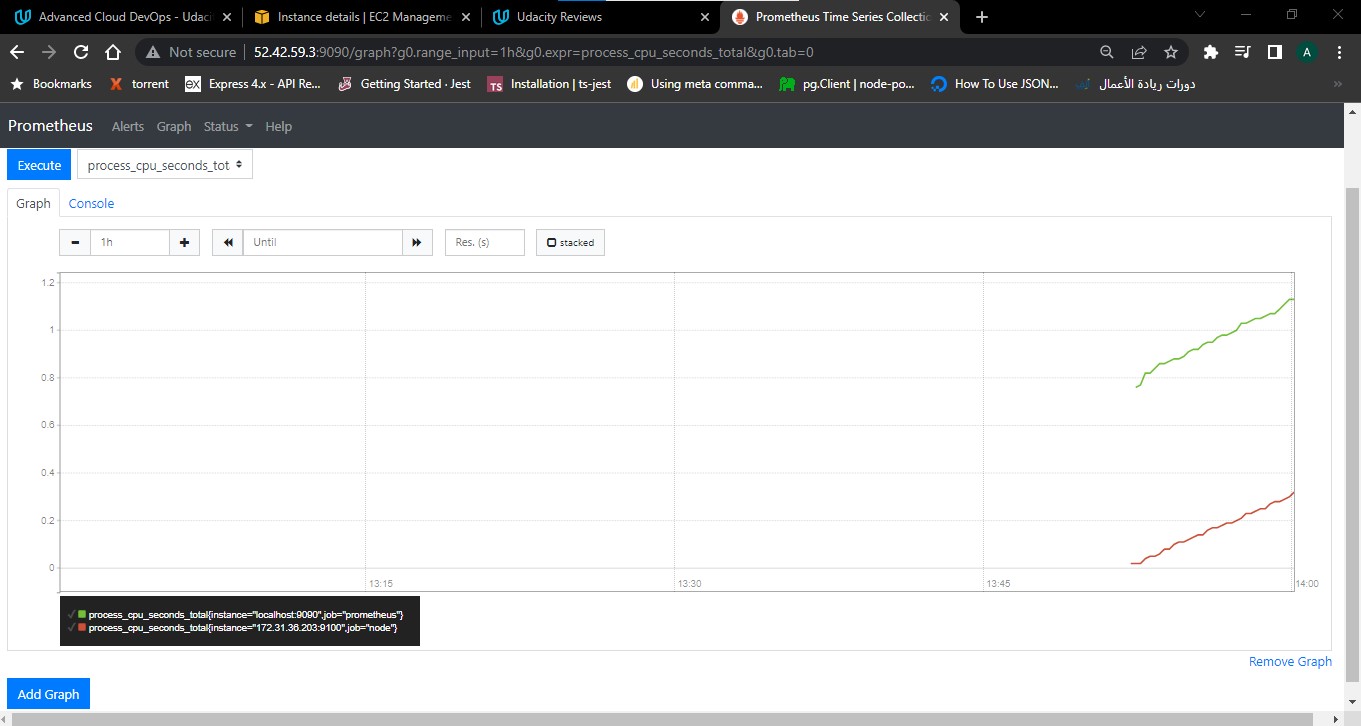 Advanced Cloud DevOps - Udaci
Instance details | EC2 Manageme
Udacity Reviews
Prometheus Time Series Collectio
Not secure
52.42.59.3:9090/graph?g0.range_input=1h&g0.expr=process_cpu_seconds_total&g0.tab=0
A
Bookmarks
torrent
ex
Express 4.x - API Re...
Getting Started · Jest
TS
Installation | ts-jest
Using meta comma...
pg.Client | node-po...
How To Use JSON...
دورات ريادة الأعمال
»
Prometheus
Alerts
Graph
Status
Help
Execute
process_cpu_seconds_tot
Graph
Console
1h
Until
Res. (s)
stacked
1.2
1
0.8
0.6
0.4
0.2
0
13:15
13:30
13:45
14:00
process_cpu_seconds_total{instance="localhost:9090",job="prometheus"}
process_cpu_seconds_total{instance="172.31.36.203:9100",job="node"}
Remove Graph
Add Graph